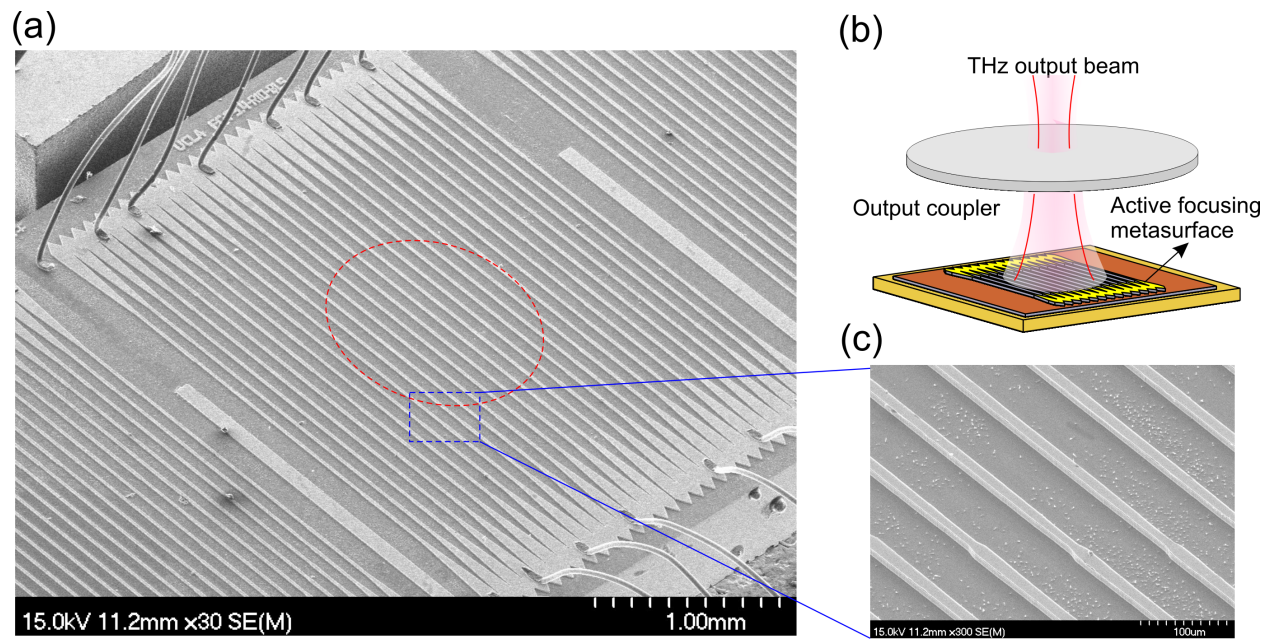 (a)
UCLA
15.0kV 11.2mm x30 SE(M)
1.00mm
(b)
THz output beam
Output coupler
Active focusing
metasurface
(c)
15.0kV 11.2mm x300 SE(M)
100um